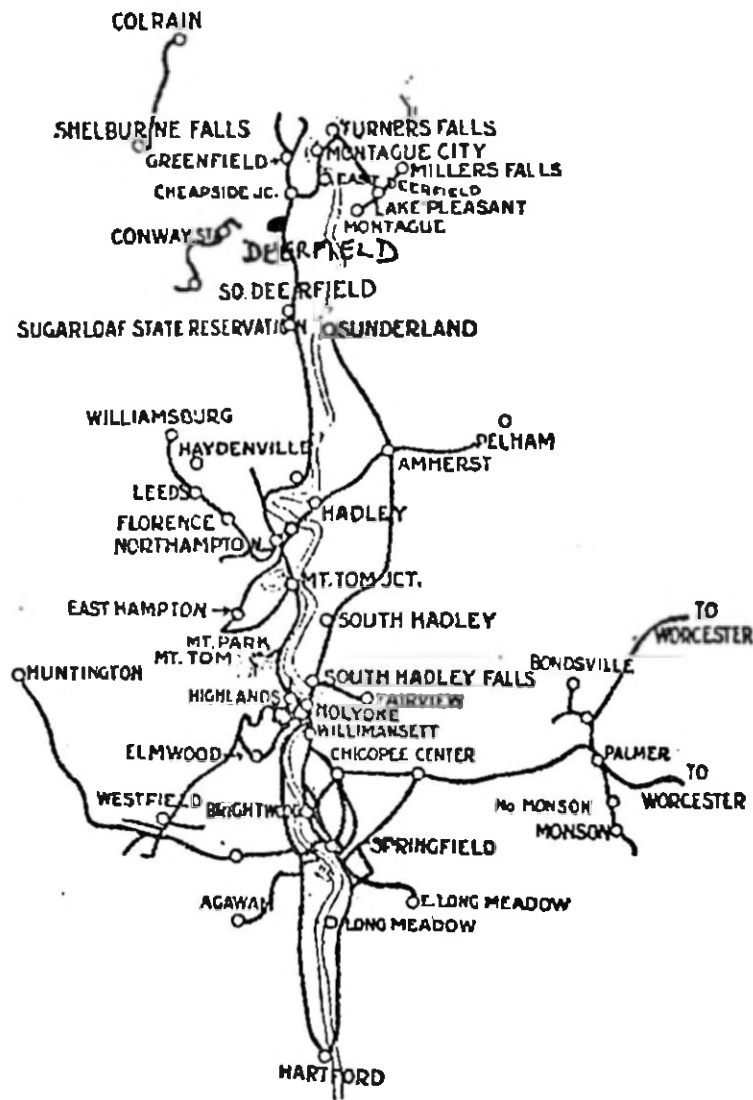 COLRAIN
SHELBURNE FALLS
TURNERS FALLS
GREENFIELD
MONTAGUE CITY
MILLERS FALLS
CHEAPSIDE JC.
EAST DEERFIELD
LAKE PLEASANT
MONTAGUE
CONWAY ST.
DEERFIELD
SO. DEERFIELD
SUGARLOAF STATE RESERVATION
SUNDERLAND
WILLIAMSBURG
HAYDENVILLE
PELHAM
AMHERST
LEEDS
HADLEY
FLORENCE
NORTHAMPTON
MT. TOM JCT.
EAST HAMPTON
SOUTH HADLEY
TO
WORCESTER
MT. PARK
MT. TOM
HUNTINGTON
SOUTH HADLEY FALLS
BONDSVILLE
HIGHLANDS
FAIRVIEW
HOLYOKE
WILLIMANSETT
ELMWOOD
CHICOPEE CENTER
PALMER
TO
WORCESTER
WESTFIELD
BRIGHTWOOD
No MONSON
MONSON
SPRINGFIELD
AGAWAM
E. LONG MEADOW
LONG MEADOW
HARTFORD